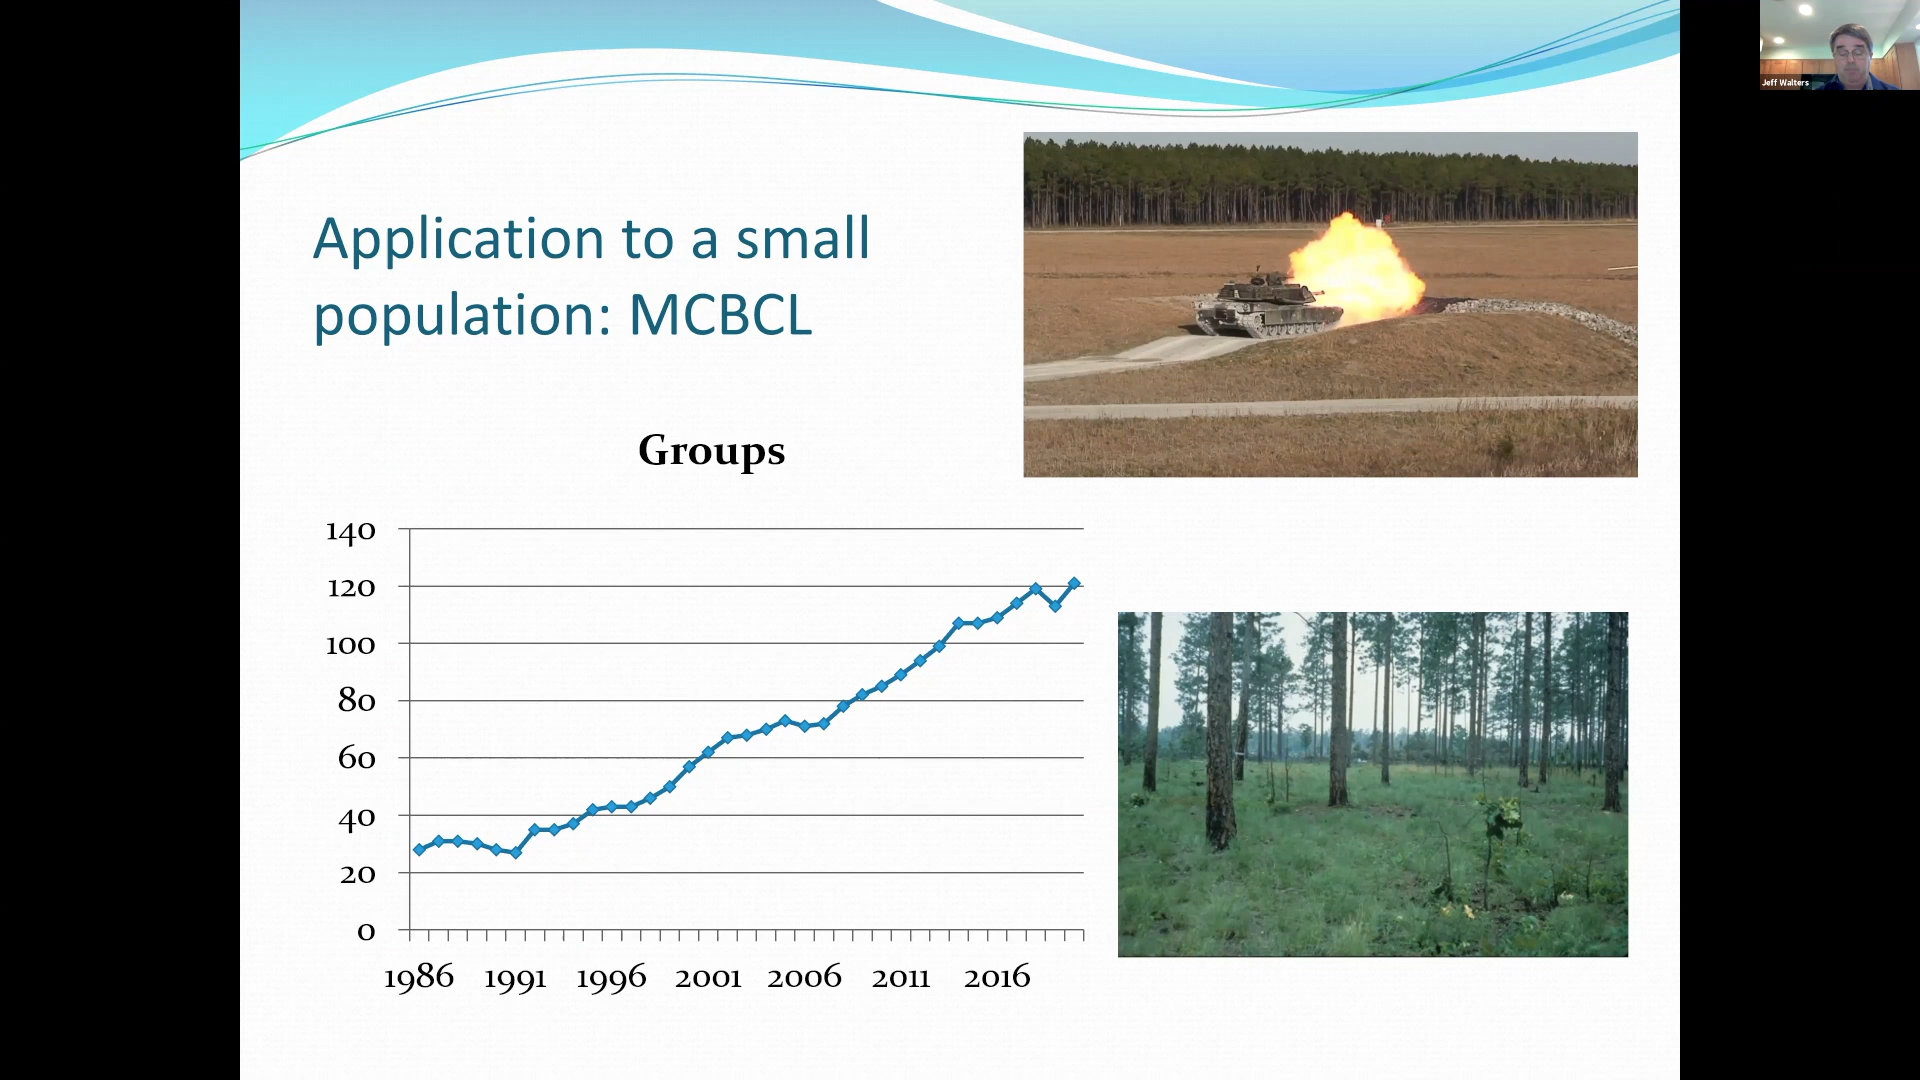 Jeff Walters
Application to a small
population: MCBCL
Groups
140
120
100
80
60
40
20
0
1986 1991 1996 2001 2006 2011 2016